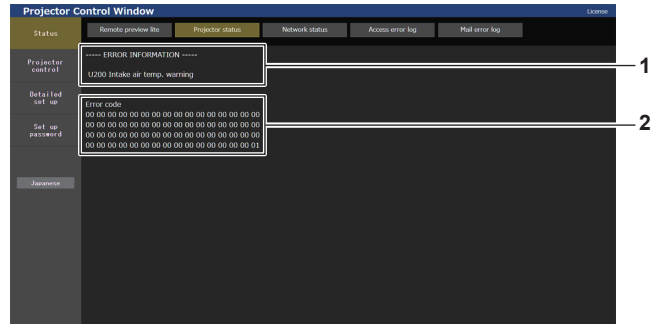 Projector Control Window
License
Status
Remote preview lite
Projector status
Network status
Access error log
Mail error log
----- ERROR INFORMATION -----
U200 Intake air temp. warning
1
Projector
control
Detailed
set up
Error code
00 00 00 00 00 00 00 00 00 00 00 00 00 00 00 00
00 00 00 00 00 00 00 00 00 00 00 00 00 00 00 00
00 00 00 00 00 00 00 00 00 00 00 00 00 00 00 00
00 00 00 00 00 00 00 00 00 00 00 00 00 00 00 01
2
Set up
password
Japanese